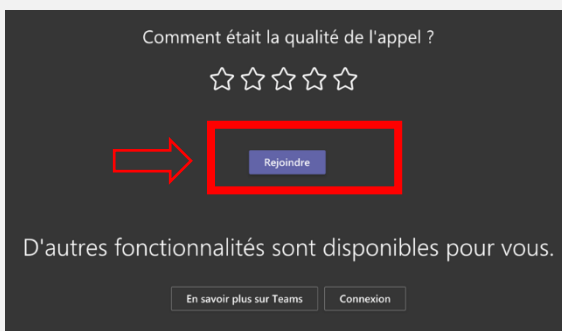 Comment était la qualité de l'appel ?
Rejoindre
D'autres fonctionnalités sont disponibles pour vous.
En savoir plus sur Teams Connexion